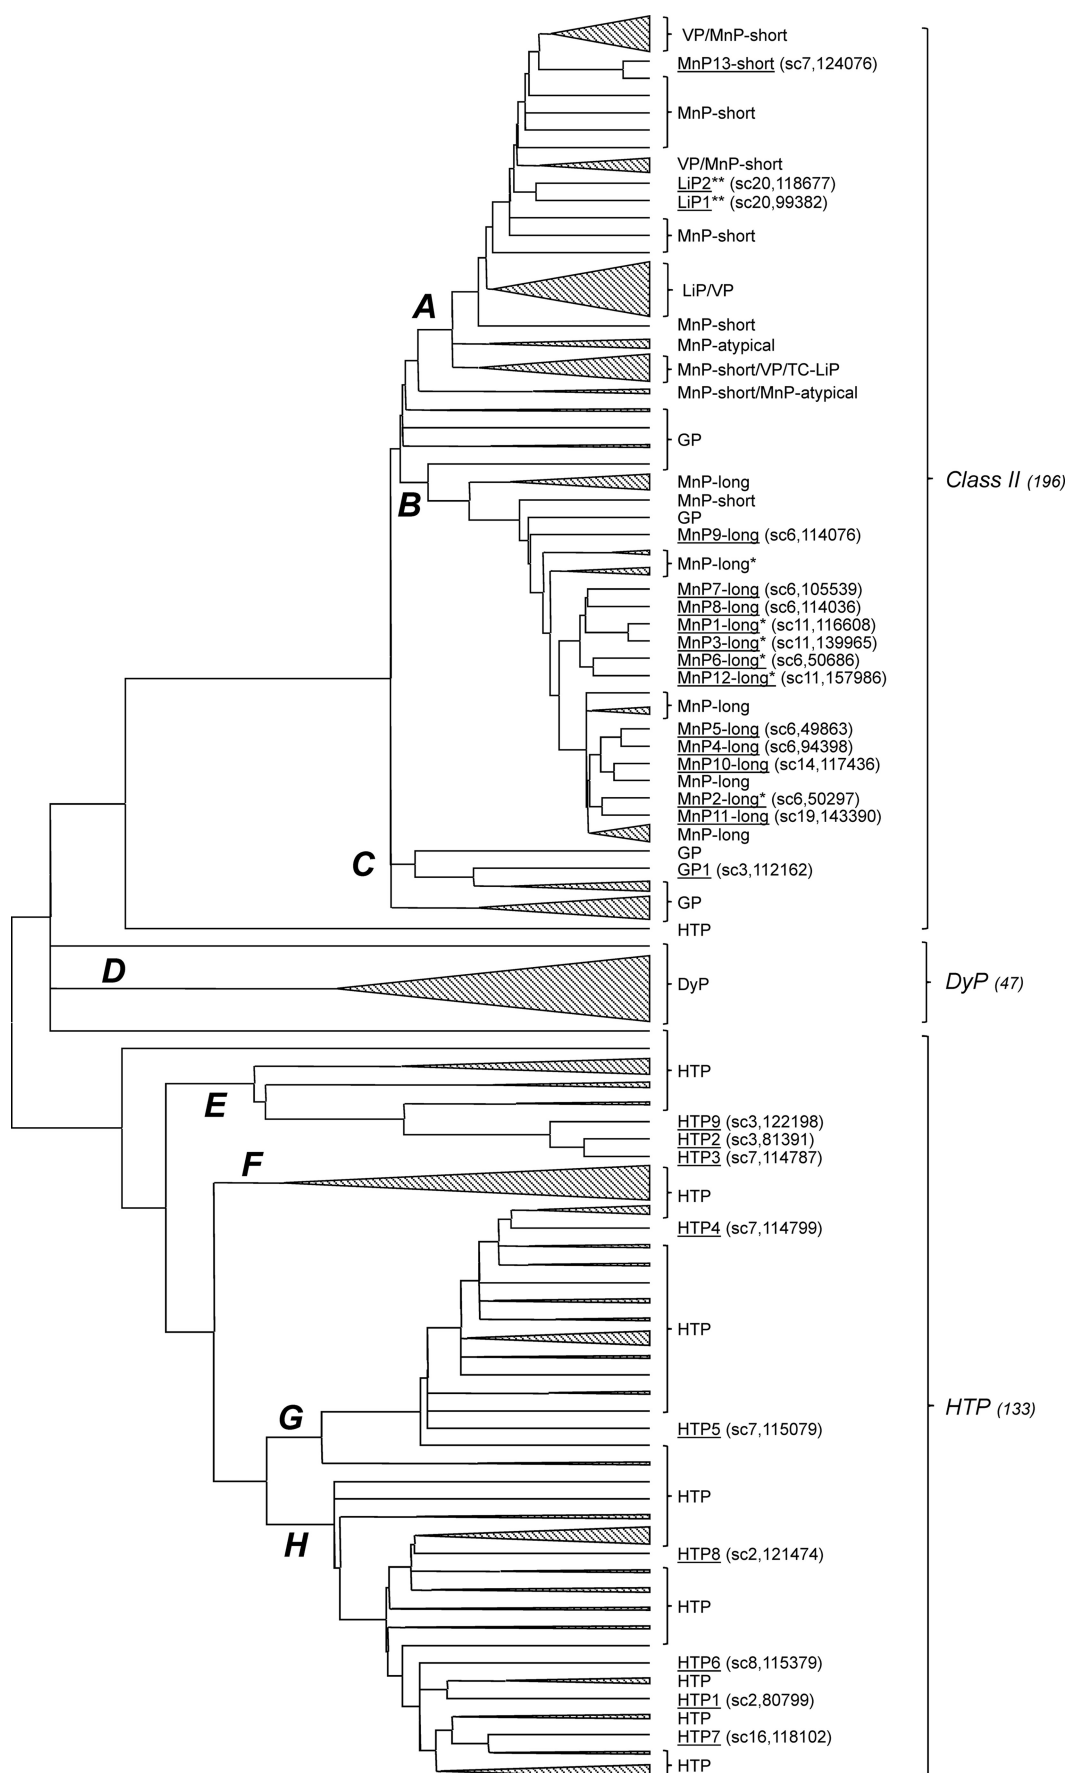 VP/MnP-short
MnP13-short (sc7,124076)
MnP-short
VP/MnP-short
LiP2** (sc20,118677)
LiP1** (sc20,99382)
MnP-short
LiP/VP
A
MnP-short
MnP-atypical
MnP-short/VP/TC-LiP
MnP-short/MnP-atypical
GP
Class II (196)
MnP-long
B
MnP-short
GP
MnP9-long (sc6,114076)
MnP-long*
MnP7-long (sc6,105539)
MnP8-long (sc6,114036)
MnP1-long* (sc11,116608)
MnP3-long* (sc11,139965)
MnP6-long* (sc6,50686)
MnP12-long* (sc11,157986)
MnP-long
MnP5-long (sc6,49863)
MnP4-long (sc6,94398)
MnP10-long (sc14,117436)
MnP-long
MnP2-long* (sc6,50297)
MnP11-long (sc19,143390)
MnP-long
GP
C
GP1 (sc3,112162)
GP
HTP
D
DyP
DyP (47)
HTP
E
HTP9 (sc3,122198)
HTP2 (sc3,81391)
HTP3 (sc7,114787)
F
HTP
HTP4 (sc7,114799)
HTP
HTP (133)
G
HTP5 (sc7,115079)
HTP
H
HTP8 (sc2,121474)
HTP
HTP6 (sc8,115379)
HTP
HTP1 (sc2,80799)
HTP
HTP7 (sc16,118102)
HTP